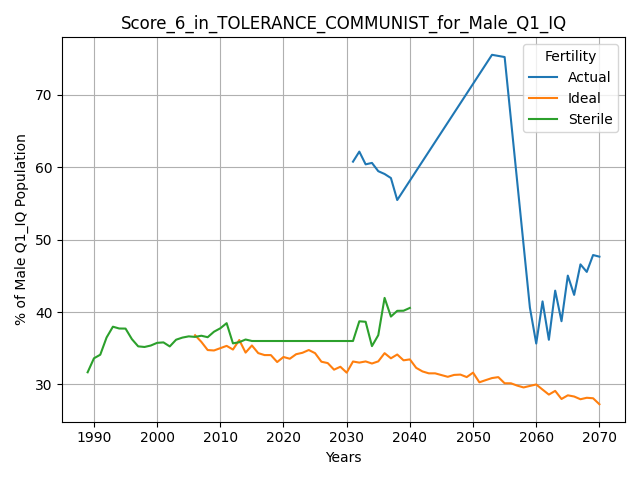 Score_6_in_TOLERANCE_COMMUNIST_for_Male_Q1_IQ
Fertility
Actual
Ideal
Sterile
% of Male Q1_IQ Population
70
60
50
40
30
1990 2000 2010 2020 2030 2040 2050 2060 2070
Years